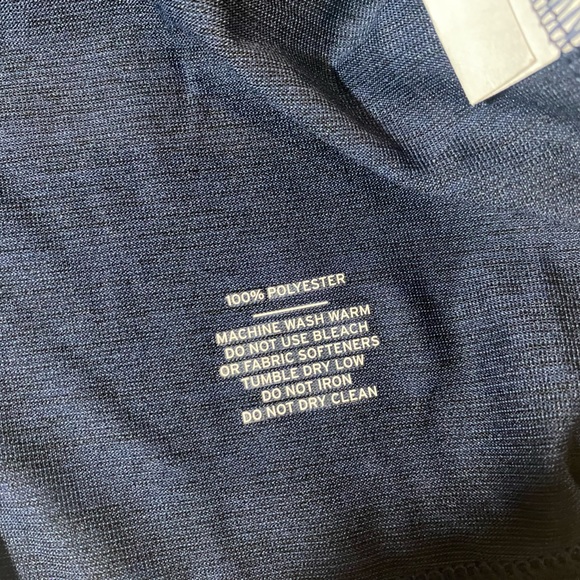 100% POLYESTER
MACHINE WASH WARM
DO NOT USE BLEACH
OR FABRIC SOFTENERS
TUMBLE DRY LOW
DO NOT IRON
DO NOT DRY CLEAN